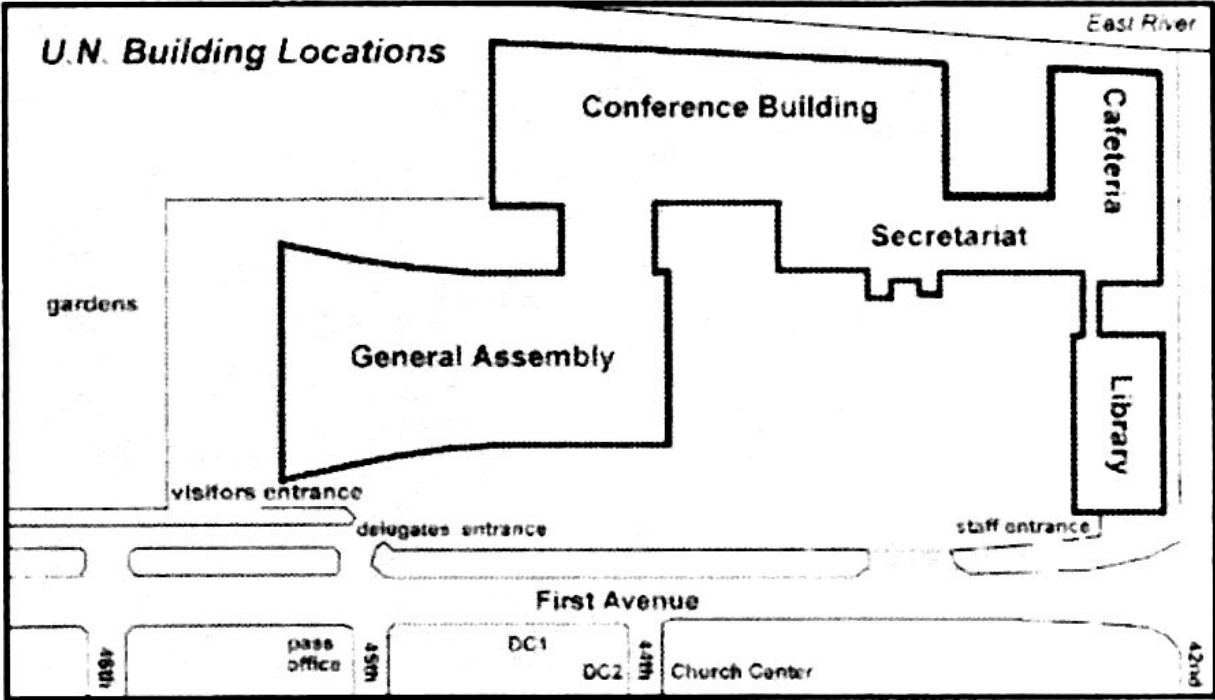 East River
U.N. Building Locations
Conference Building
Cafeteria
Secretariat
gardens
General Assembly
Library
visitors entrance
delugates entrance
staff entrance
First Avenue
46th
pass
office
45th
DC1
DC2
44th
Church Center
42nd